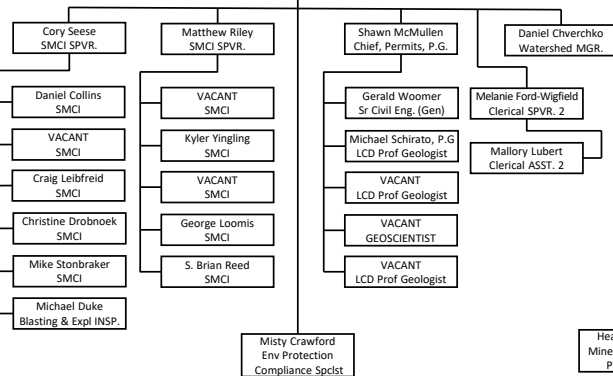 Cory Seese
SMCI SPVR.
Matthew Riley
SMCI SPVR.
Shawn McMullen
Chief, Permits, P.G.
Daniel Chverchko
Watershed MGR.
Daniel Collins
SMCI
VACANT
SMCI
Craig Leibfreid
SMCI
Christine Drobnoek
SMCI
Mike Stonbraker
SMCI
Michael Duke
Blasting & Expl INSP.
VACANT
SMCI
Kyler Yingling
SMCI
VACANT
SMCI
George Loomis
SMCI
S. Brian Reed
SMCI
Gerald Woomer
Sr Civil Eng. (Gen)
Michael Schirato, P.G
LCD Prof Geologist
VACANT
LCD Prof Geologist
VACANT
GEOSCIENTIST
VACANT
LCD Prof Geologist
Melanie Ford-Wigfield
Clerical SPVR. 2
Mallory Lubert
Clerical ASST. 2
Misty Crawford
Env Protection
Compliance Spclst
Hea
Mine
P